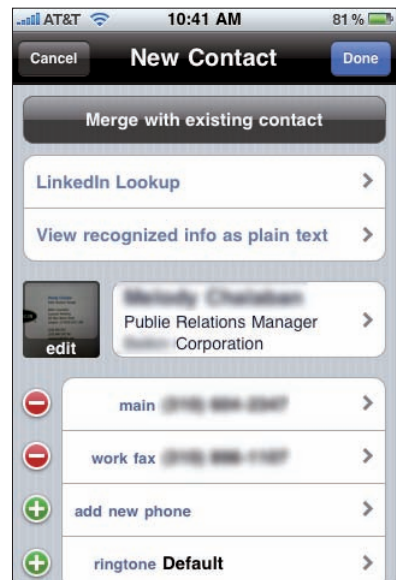 AT&T 10:41 AM 81 %
Cancel New Contact Done
Merge with existing contact
LinkedIn Lookup
View recognized info as plain text
Publie Relations Manager
edit Corporation
main
work fax
add new phone
ringtone Default